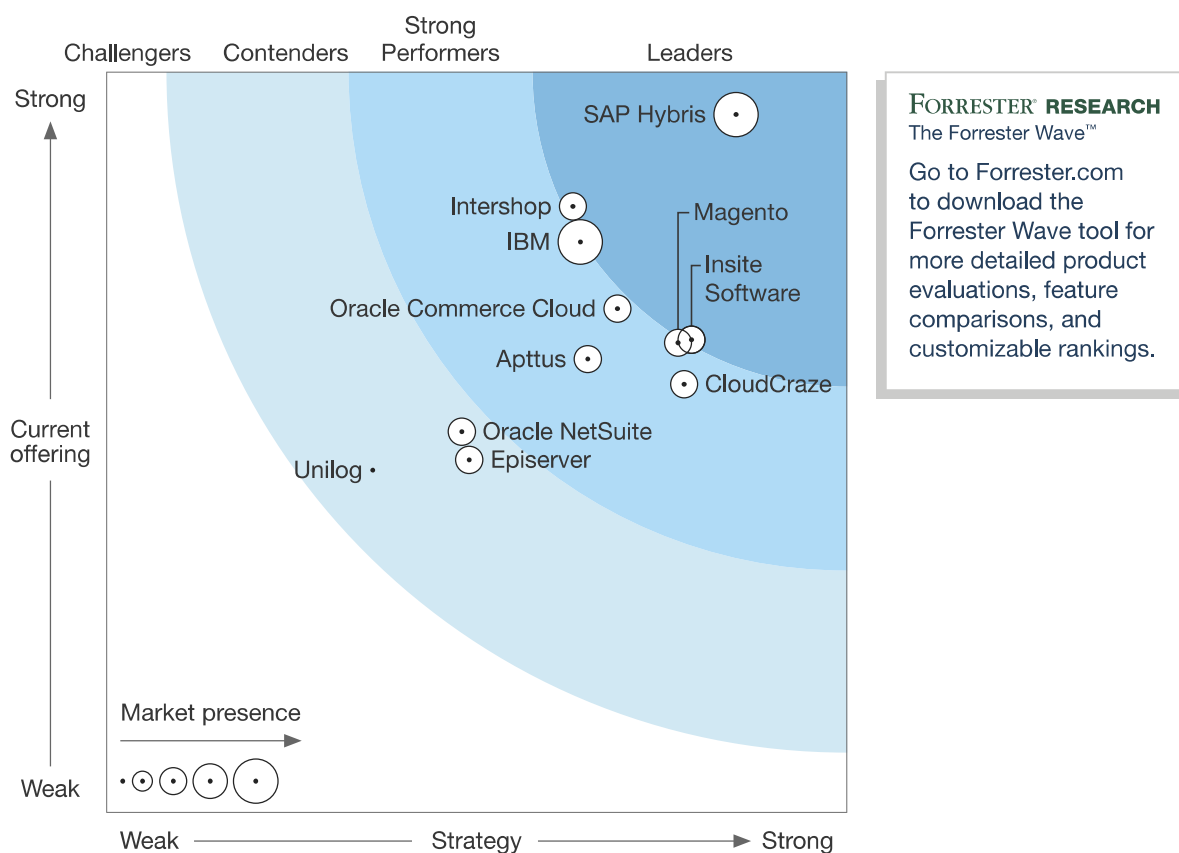 Strong
Challengers Contenders Performers Leaders
Strong
SAP Hybris
Intershop
Magento
IBM
Insite
Software
Oracle Commerce Cloud
Apttus
CloudCraze
Current
offering
Oracle NetSuite
Episerver
Unilog
Market presence
Weak
Weak Strategy Strong
FORRESTER® RESEARCH
The Forrester Wave™
Go to Forrester.com
to download the
Forrester Wave tool for
more detailed product
evaluations, feature
comparisons, and
customizable rankings.